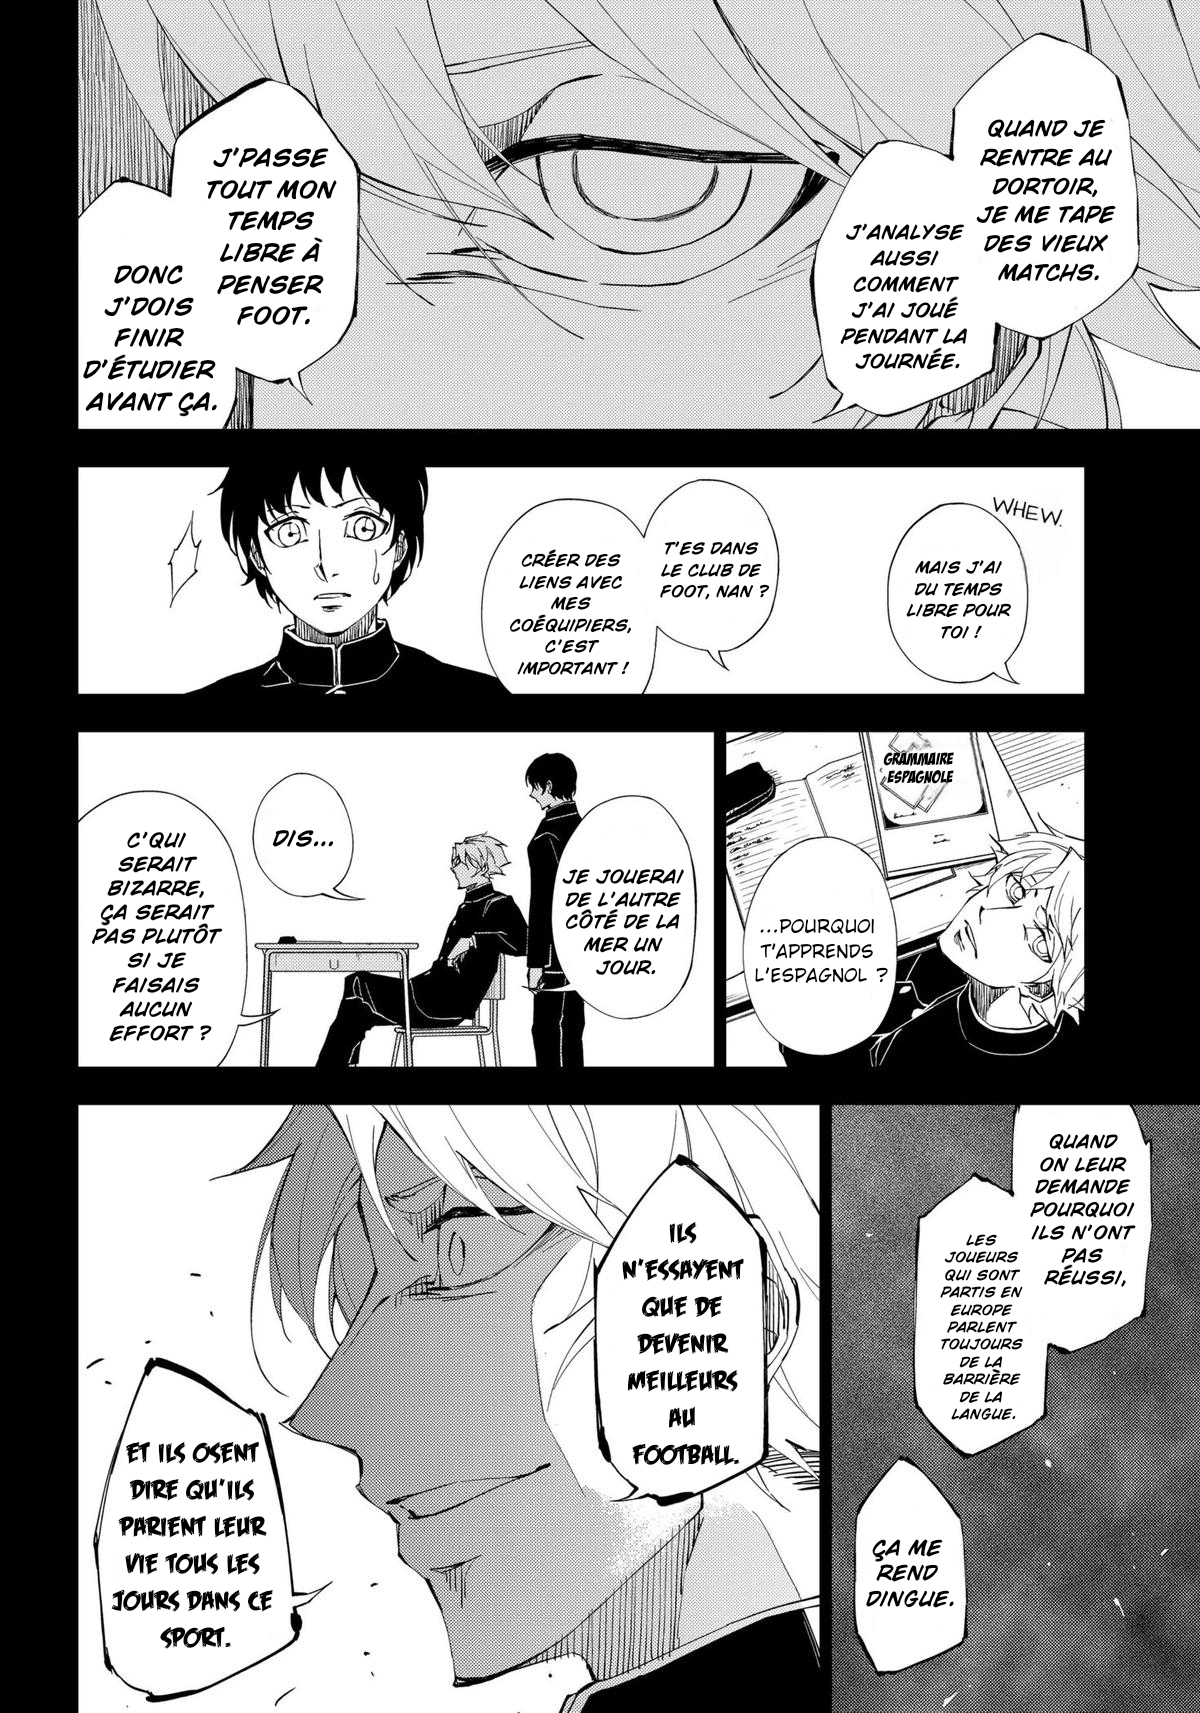 QUAND JE
RENTRE AU
DORTOIR,
JE ME TAPE
DES VIEUX
MATCHS.
J'ANALYSE
AUSSI
COMMENT
J'AI JOUÉ
PENDANT LA
JOURNÉE.
J'PASSE
TOUT MON
TEMPS
LIBRE À
PENSER
FOOT.
DONC
J'DOIS
FINIR
D'ÉTUDIER
AVANT ÇA.
WHEW.
MAIS J'AI
DU TEMPS
LIBRE POUR
TOI !
T'ES DANS
LE CLUB DE
FOOT, NAN ?
CRÉER DES
LIENS AVEC
MES
COÉQUIPIERS,
C'EST
IMPORTANT !
GRAMMAIRE
ESPAGNOLE
...POURQUOI
T'APPRENDS
L'ESPAGNOL ?
JE JOUERAI
DE L'AUTRE
CÔTÉ DE LA
MER UN
JOUR.
DIS...
C'QUI
SERAIT
BIZARRE,
ÇA SERAIT
PAS PLUTÔT
SI JE
FAISAIS
AUCUN
EFFORT ?
QUAND
ON LEUR
DEMANDE
POURQUOI
ILS N'ONT
PAS
RÉUSSI,
LES
JOUEURS
QUI SONT
PARTIS EN
EUROPE
PARLENT
TOUJOURS
DE LA
BARRIÈRE
DE LA
LANGUE.
ÇA ME
REND
DINGUE.
ILS
N'ESSAYENT
QUE DE
DEVENIR
MEILLEURS
AU
FOOTBALL.
ET ILS OSENT
DIRE QU'ILS
PARIENT LEUR
VIE TOUS LES
JOURS DANS CE
SPORT.